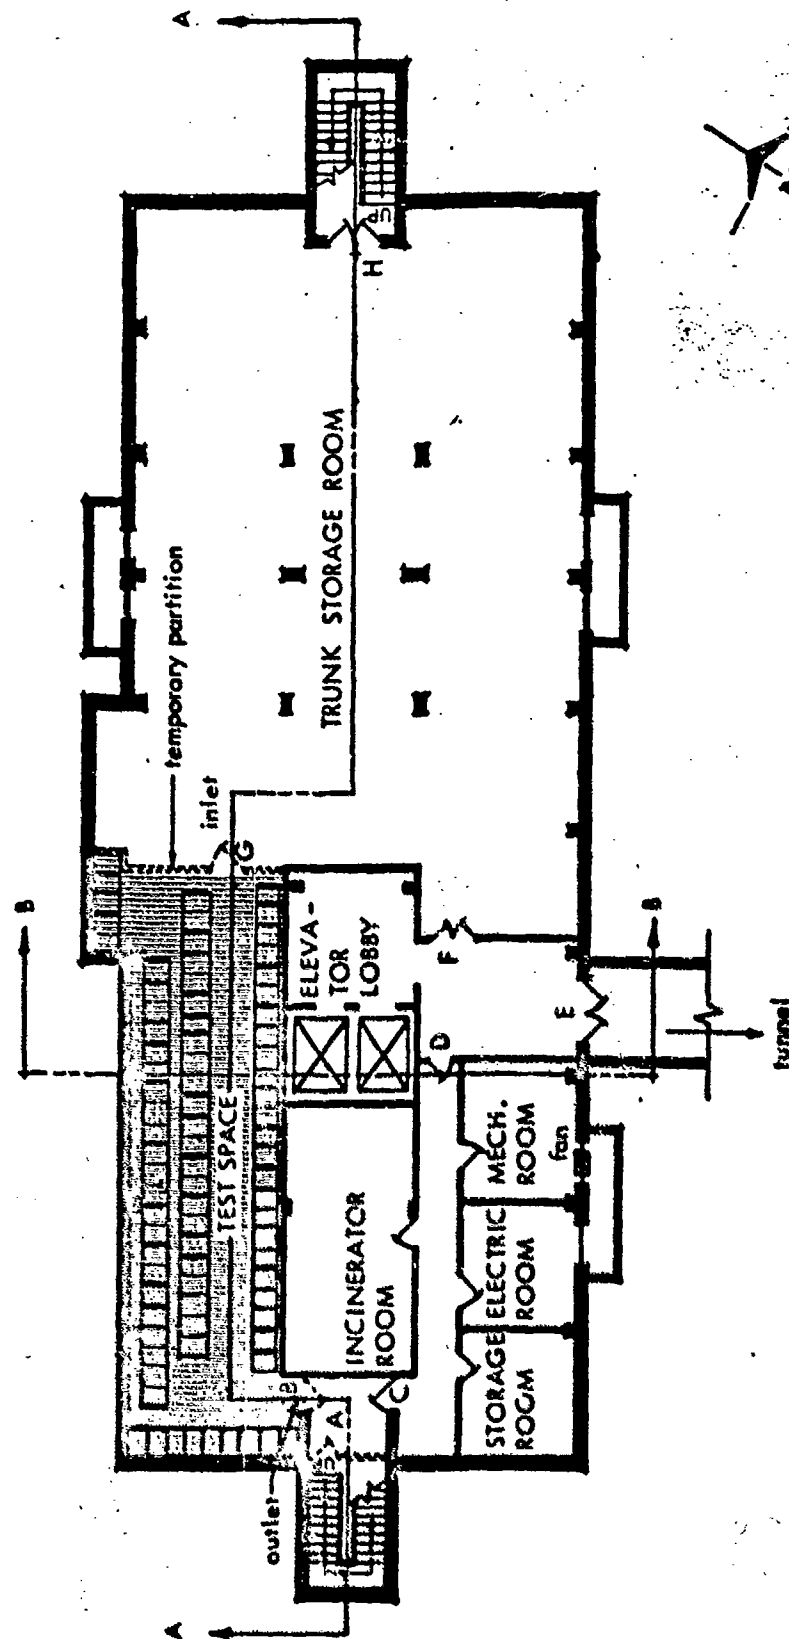 A
UP
H
temporary partition
TRUNK STORAGE ROOM
inlet
G
B
ELEVA-
TOR
LOBBY
F
B
E
D
tunnel
TEST SPACE
MECH.
ROOM
fan
INCINERATOR
ROOM
ELECTRIC
ROOM
STORAGE
ROOM
B
A
C
outlet
A